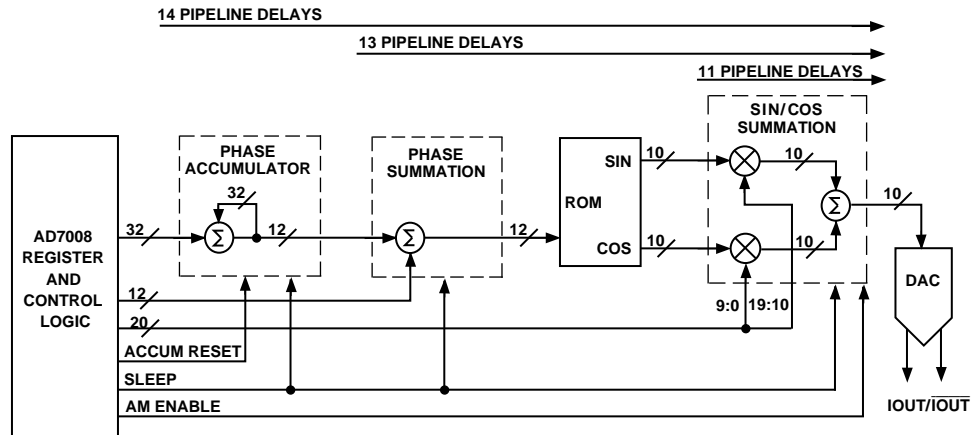 14 PIPELINE DELAYS
13 PIPELINE DELAYS
11 PIPELINE DELAYS
SIN/COS
SUMMATION
PHASE
ACCUMULATOR
PHASE
SUMMATION
AD7008
REGISTER
AND
CONTROL
LOGIC
32
Σ
32
12
12
Σ
12
ROM
SIN
COS
10
10
10
10
Σ
10
DAC
20
9:0
19:10
ACCUM RESET
SLEEP
AM ENABLE
IOUT/IOUT